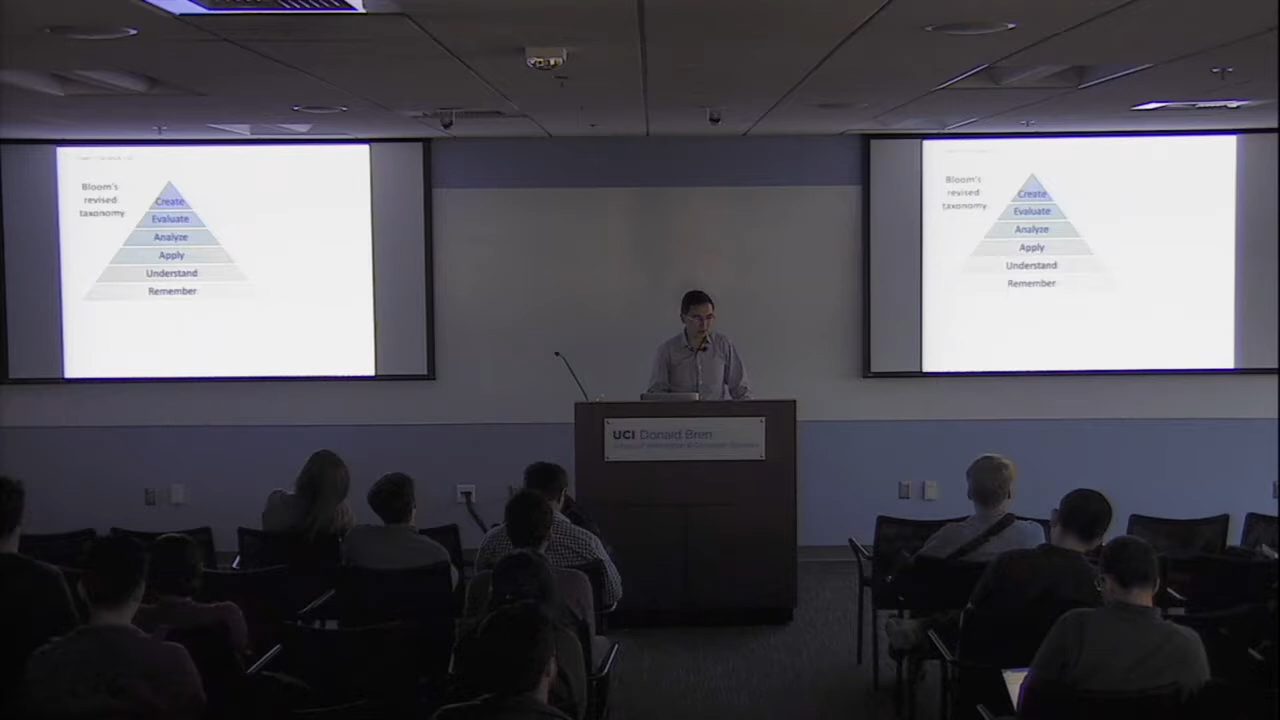 Bloom's
revised
taxonomy
Create
Evaluate
Analyze
Apply
Understand
Remember
UCI Donald Bren
Bloom's
revised
taxonomy
Create
Evaluate
Analyze
Apply
Understand
Remember